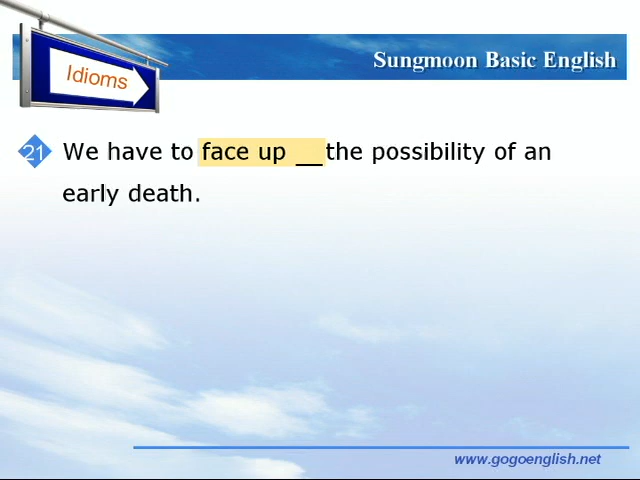 Idioms
Sungmoon Basic English
21 We have to face up __ the possibility of an
early death.
www.gogoenglish.net